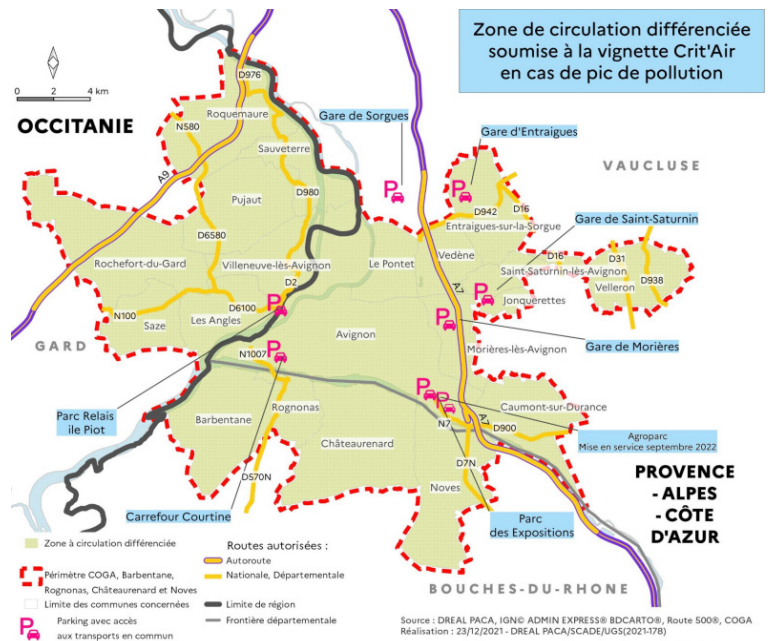 Zone de circulation différenciée
soumise à la vignette Crit'Air
en cas de pic de pollution
0 2 4 km
OCCITANIE
D976
Roquemaure
N580
Sauveterre
A9
Gare de Sorgues
Gare d'Entraigues
VAUCLUSE
Pujaut
D980
D942
D16
Entraigues-sur-la-Sorgue
Gare de Saint-Saturnin
D6580
Rochefort-du-Gard
Villeneuve-lès-Avignon
Le Pontet
Vedène
D16
D31
Saint-Saturnin-lès-Avignon
D938
Velleron
D2
A7
Jonquerettes
N100
D6100
Saze
Les Angles
Avignon
GARD
Morières-lès-Avignon
Gare de Morières
N1007
Parc Relais
ile Piot
Rognonas
Barbentane
Caumont-sur-Durance
A7
N7
D900
Agroparc
Mise en service septembre 2022
Châteaurenard
D7N
D570N
Noves
PROVENCE
- ALPES
- CÔTE
D'AZUR
Carrefour Courtine
Parc
des Expositions
BOUCHES-DU-RHONE
Zone à circulation différenciée
Périmètre COGA, Barbentane,
Rognonas, Châteaurenard et Noves
Limite des communes concernées
Parking avec accès
aux transports en commun
Routes autorisées :
Autoroute
Nationale, Départementale
Limite de région
Frontière départementale
Source : DREAL PACA, IGN© ADMIN EXPRESS® BDCARTO®, Route 500®, COGA
Réalisation : 23/12/2021 - DREAL PACA/SCADE/UGS(2021-178)